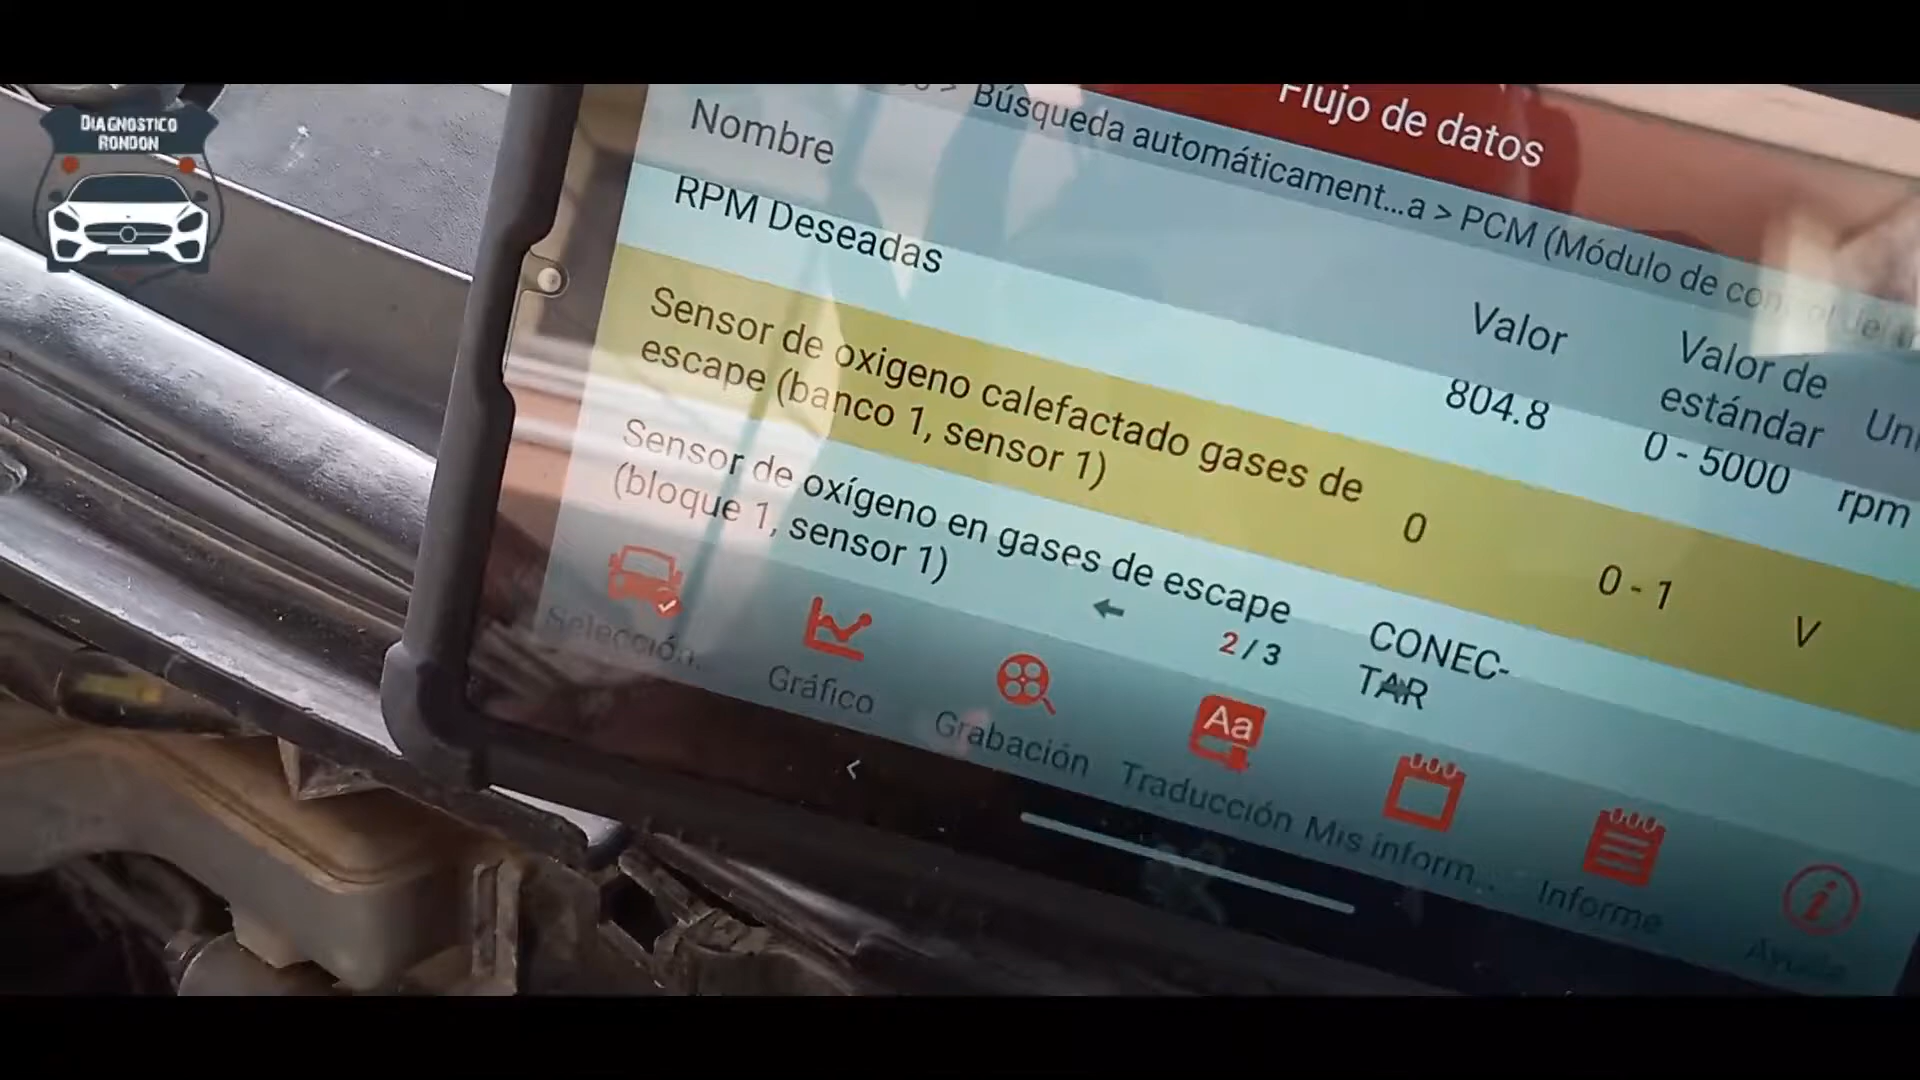 DIAGNOSTICO
RONDON
Flujo de datos
Búsqueda automáticament...a > PCM (Módulo de
Nombre
Valor
Valor de
estándar
RPM Deseadas
804.8
0 - 5000
rpm
Sensor de oxigeno calefactado gases de
escape (banco 1, sensor 1)
0
0 - 1
V
Sensor de oxígeno en gases de escape
(bloque 1, sensor 1)
CONEC-
TAR
2 / 3
Selección.
Gráfico
Grabación
Aa
Traducción
Mis inform...
Informe
Ayuda